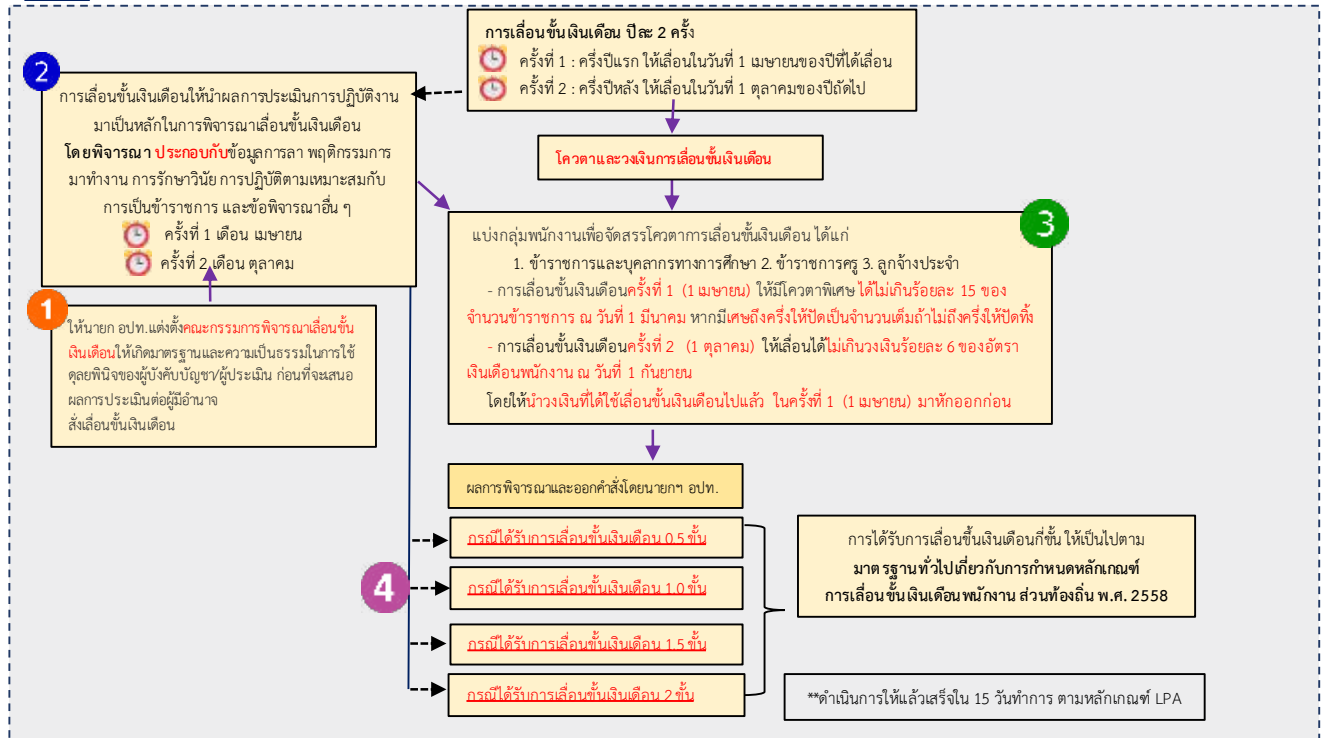 การเลื่อนขั้นเงินเดือน ปีละ 2 ครั้ง
ครั้งที่ 1 : ครึ่งปีแรก ให้เลื่อนในวันที่ 1 เมษายนของปีที่ได้เลื่อน
ครั้งที่ 2 : ครึ่งปีหลัง ให้เลื่อนในวันที่ 1 ตุลาคมของปีถัดไป
2
การเลื่อนขั้นเงินเดือนให้นำผลการประเมินการปฏิบัติงาน
มาเป็นหลักในการพิจารณาเลื่อนขั้นเงินเดือน
โดยพิจารณา ประกอบกับข้อมูลการลา พฤติกรรมการ
มาทำงาน การรักษาวินัย การปฏิบัติตามเหมาะสมกับ
การเป็นข้าราชการ และข้อพิจารณาอื่น ๆ
ครั้งที่ 1 เดือน เมษายน
ครั้งที่ 2 เดือน ตุลาคม
โควตาและวงเงินการเลื่อนขั้นเงินเดือน
3
แบ่งกลุ่มพนักงานเพื่อจัดสรรโควตาการเลื่อนขั้นเงินเดือน ได้แก่
1. ข้าราชการและบุคลากรทางการศึกษา 2. ข้าราชการครู 3. ลูกจ้างประจำ
- การเลื่อนขั้นเงินเดือนครั้งที่ 1 (1 เมษายน) ให้มีโควตาพิเศษ ได้ไม่เกินร้อยละ 15 ของ
จำนวนข้าราชการ ณ วันที่ 1 มีนาคม หากมีเศษถึงครึ่งให้ปัดเป็นจำนวนเต็มถ้าไม่ถึงครึ่งให้ปัดทิ้ง
- การเลื่อนขั้นเงินเดือนครั้งที่ 2 (1 ตุลาคม) ให้เลื่อนได้ไม่เกินวงเงินร้อยละ 6 ของอัตรา
เงินเดือนพนักงาน ณ วันที่ 1 กันยายน
โดยให้นำวงเงินที่ได้ใช้เลื่อนขั้นเงินเดือนไปแล้ว ในครั้งที่ 1 (1 เมษายน) มาหักออกก่อน
1
ให้นายก อปท.แต่งตั้งคณะกรรมการพิจารณาเลื่อนขั้น
เงินเดือนให้เกิดมาตรฐานและความเป็นธรรมในการใช้
ดุลยพินิจของผู้บังคับบัญชา/ผู้ประเมิน ก่อนที่จะเสนอ
ผลการประเมินต่อผู้มีอำนาจ
สั่งเลื่อนขั้นเงินเดือน
ผลการพิจารณาและออกคำสั่งโดยนายกฯ อปท.
4
กรณีได้รับการเลื่อนขั้นเงินเดือน 0.5 ขั้น
กรณีได้รับการเลื่อนขั้นเงินเดือน 1.0 ขั้น
กรณีได้รับการเลื่อนขั้นเงินเดือน 1.5 ขั้น
กรณีได้รับการเลื่อนขั้นเงินเดือน 2 ขั้น
การได้รับการเลื่อนขึ้นเงินเดือนกี่ขั้น ให้เป็นไปตาม
มาตรฐานทั่วไปเกี่ยวกับการกำหนดหลักเกณฑ์
การเลื่อนขั้นเงินเดือนพนักงาน ส่วนท้องถิ่น พ.ศ. 2558
**ดำเนินการให้แล้วเสร็จใน 15 วันทำการ ตามหลักเกณฑ์ LPA